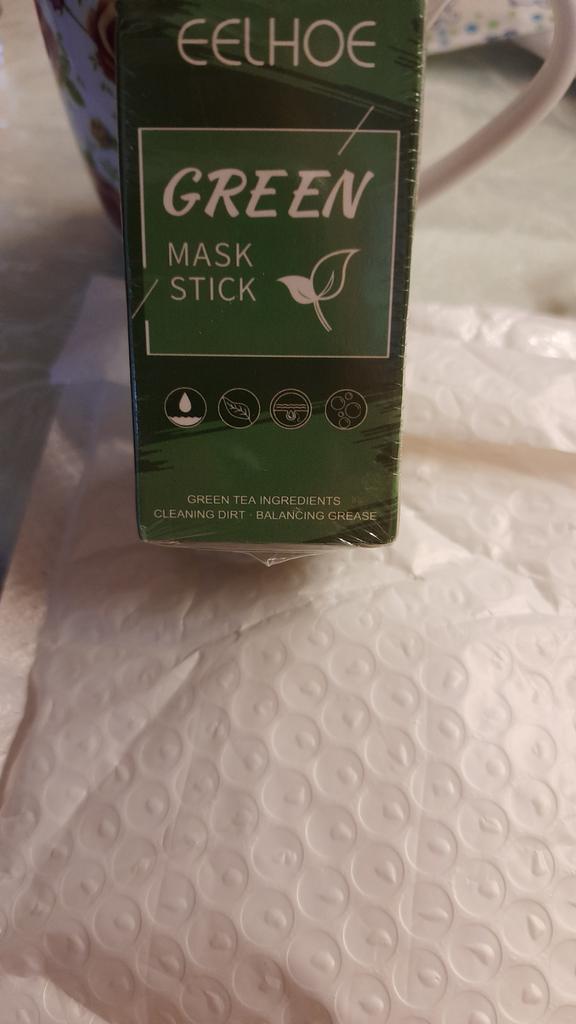 EELHOE
GREEN
MASK
STICK
GREEN TEA INGREDIENTS
CLEANING DIRT · BALANCING GREASE